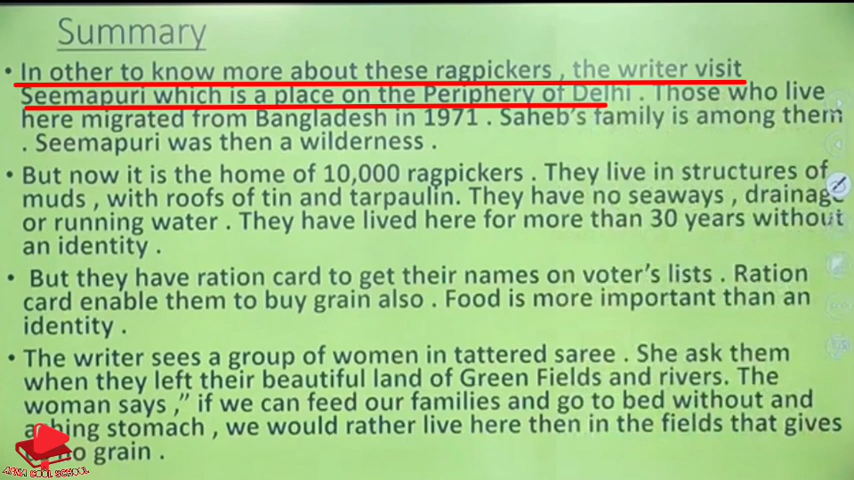 Summary
• In other to know more about these ragpickers , the writer visit
Seemapuri which is a place on the Periphery of Delhi . Those who live
here migrated from Bangladesh in 1971 . Saheb's family is among them
. Seemapuri was then a wilderness .
• But now it is the home of 10,000 ragpickers . They live in structures of
muds , with roofs of tin and tarpaulin. They have no seaways , drainage
or running water . They have lived here for more than 30 years without
an identity .
• But they have ration card to get their names on voter's lists . Ration
card enable them to buy grain also . Food is more important than an
identity .
• The writer sees a group of women in tattered saree . She ask them
when they left their beautiful land of Green Fields and rivers. The
woman says ," if we can feed our families and go to bed without and
aching stomach , we would rather live here then in the fields that gives
no grain .
COOL SCHOOL